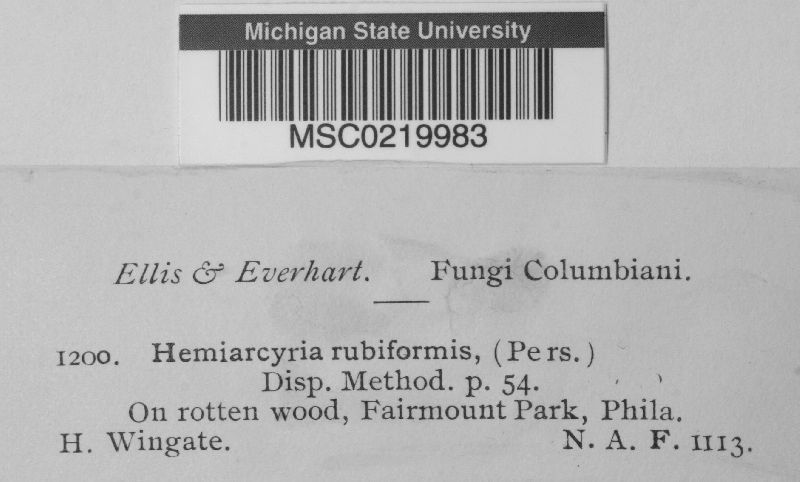 Michigan State University
MSC0219983
Ellis & Everhart. Fungi Columbiani.
1200. Hemiarcyria rubiformis, (Pers.)
Disp. Method. p. 54.
On rotten wood, Fairmount Park, Phila.
H. Wingate. N. A. F. 1113.